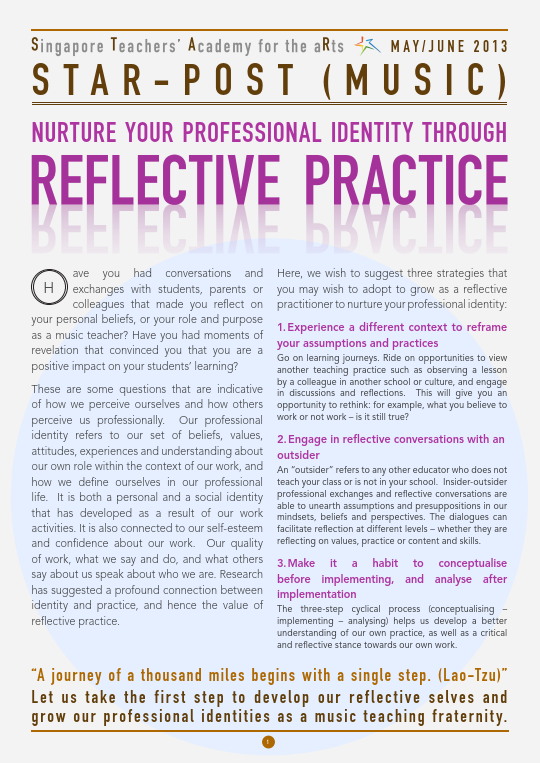 Singapore Teachers' Academy for the aRts MAY/JUNE 2013
STAR-POST (MUSIC)
NURTURE YOUR PROFESSIONAL IDENTITY THROUGH
REFLECTIVE PRACTICE
Have you had conversations and
exchanges with students, parents or
colleagues that made you reflect on
your personal beliefs, or your role and purpose
as a music teacher? Have you had moments of
revelation that convinced you that you are a
positive impact on your students' learning?
These are some questions that are indicative
of how we perceive ourselves and how others
perceive us professionally. Our professional
identity refers to our set of beliefs, values,
attitudes, experiences and understanding about
our own role within the context of our work, and
how we define ourselves in our professional
life. It is both a personal and a social identity
that has developed as a result of our work
activities. It is also connected to our self-esteem
and confidence about our work. Our quality
of work, what we say and do, and what others
say about us speak about who we are. Research
has suggested a profound connection between
identity and practice, and hence the value of
reflective practice.
Here, we wish to suggest three strategies that
you may wish to adopt to grow as a reflective
practitioner to nurture your professional identity:
1. Experience a different context to reframe
your assumptions and practices
Go on learning journeys. Ride on opportunities to view
another teaching practice such as observing a lesson
by a colleague in another school or culture, and engage
in discussions and reflections. This will give you an
opportunity to rethink: for example, what you believe to
work or not work – is it still true?
2. Engage in reflective conversations with an
outsider
An "outsider" refers to any other educator who does not
teach your class or is not in your school. Insider-outsider
professional exchanges and reflective conversations are
able to unearth assumptions and presuppositions in our
mindsets, beliefs and perspectives. The dialogues can
facilitate reflection at different levels – whether they are
reflecting on values, practice or content and skills.
3. Make it a habit to conceptualise
before implementing, and analyse after
implementation
The three-step cyclical process (conceptualising –
implementing – analysing) helps us develop a better
understanding of our own practice, as well as a critical
and reflective stance towards our own work.
"A journey of a thousand miles begins with a single step. (Lao-Tzu)"
Let us take the first step to develop our reflective selves and
grow our professional identities as a music teaching fraternity.
1